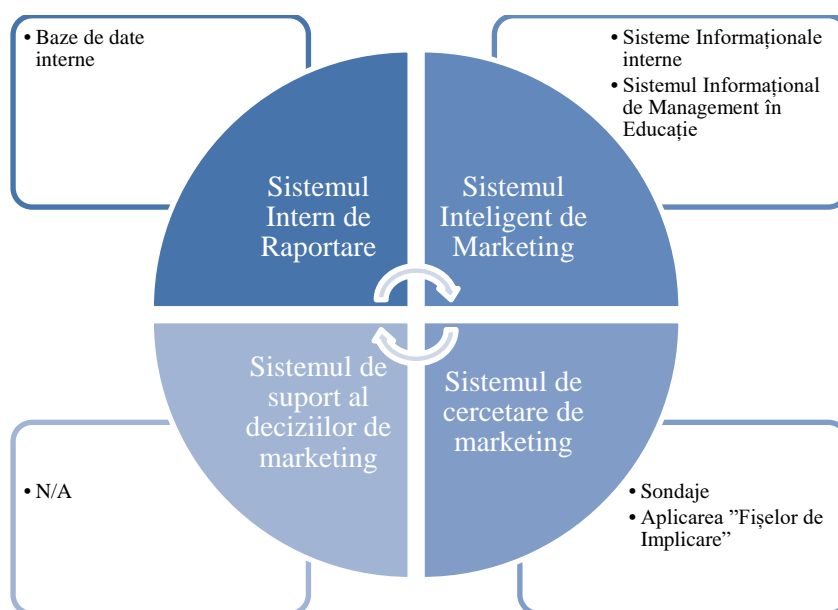 • Baze de date
interne
• Sisteme Informaționale
interne
• Sistemul Informațional
de Management în
Educație
Sistemul
Intern de
Raportare
Sistemul
Inteligent de
Marketing
Sistemul de
suport al
deciziilor de
marketing
Sistemul de
cercetare de
marketing
• N/A
• Sondaje
• Aplicarea ”Fișelor de
Implicare”